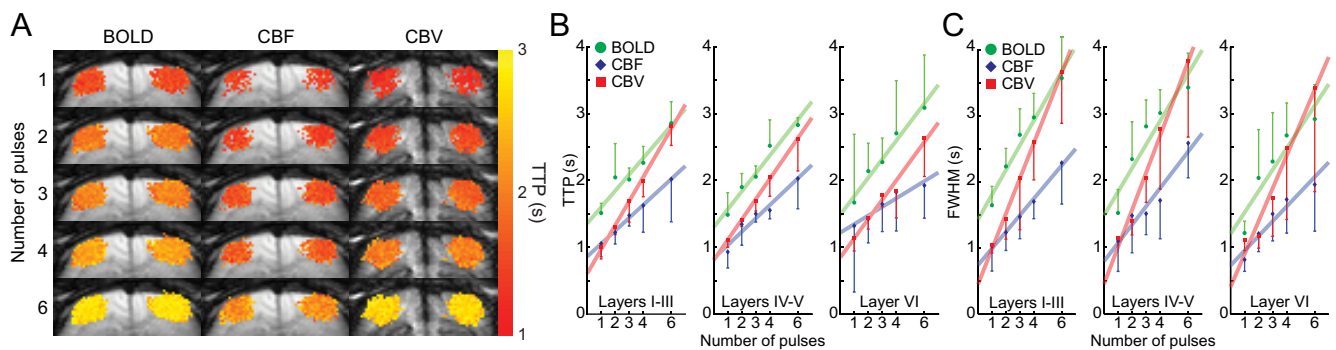 A
BOLD
CBF
CBV
Number of pulses
1
2
3
4
6
3
2
1
TTP (s)
B
BOLD
CBF
CBV
TTP (s)
4
3
2
1
0
Layers I-III
1 2 3 4 6
4
3
2
1
0
Layers IV-V
1 2 3 4 6
4
3
2
1
0
Layer VI
1 2 3 4 6
Number of pulses
C
BOLD
CBF
CBV
FWHM (s)
4
3
2
1
0
Layers I-III
1 2 3 4 6
4
3
2
1
0
Layers IV-V
1 2 3 4 6
4
3
2
1
0
Layer VI
1 2 3 4 6
Number of pulses